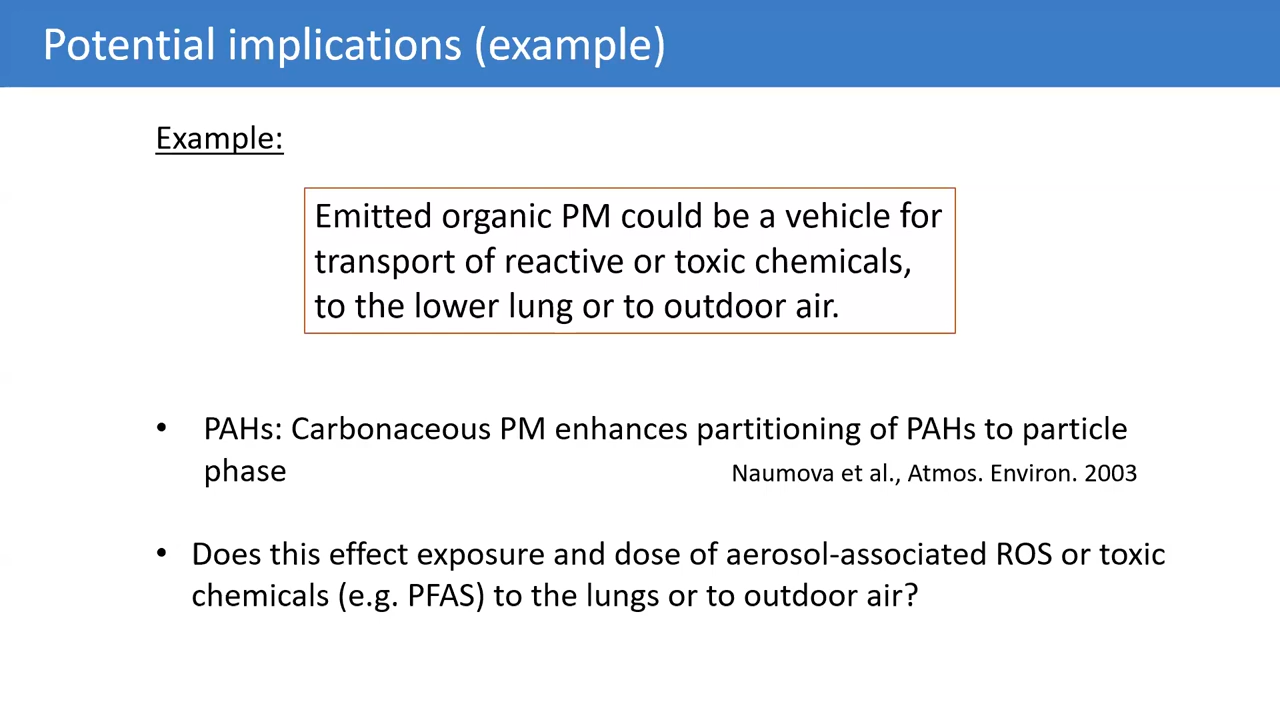 Potential implications (example)
Example:
Emitted organic PM could be a vehicle for
transport of reactive or toxic chemicals,
to the lower lung or to outdoor air.
• PAHs: Carbonaceous PM enhances partitioning of PAHs to particle
phase Naumova et al., Atmos. Environ. 2003
• Does this effect exposure and dose of aerosol-associated ROS or toxic
chemicals (e.g. PFAS) to the lungs or to outdoor air?